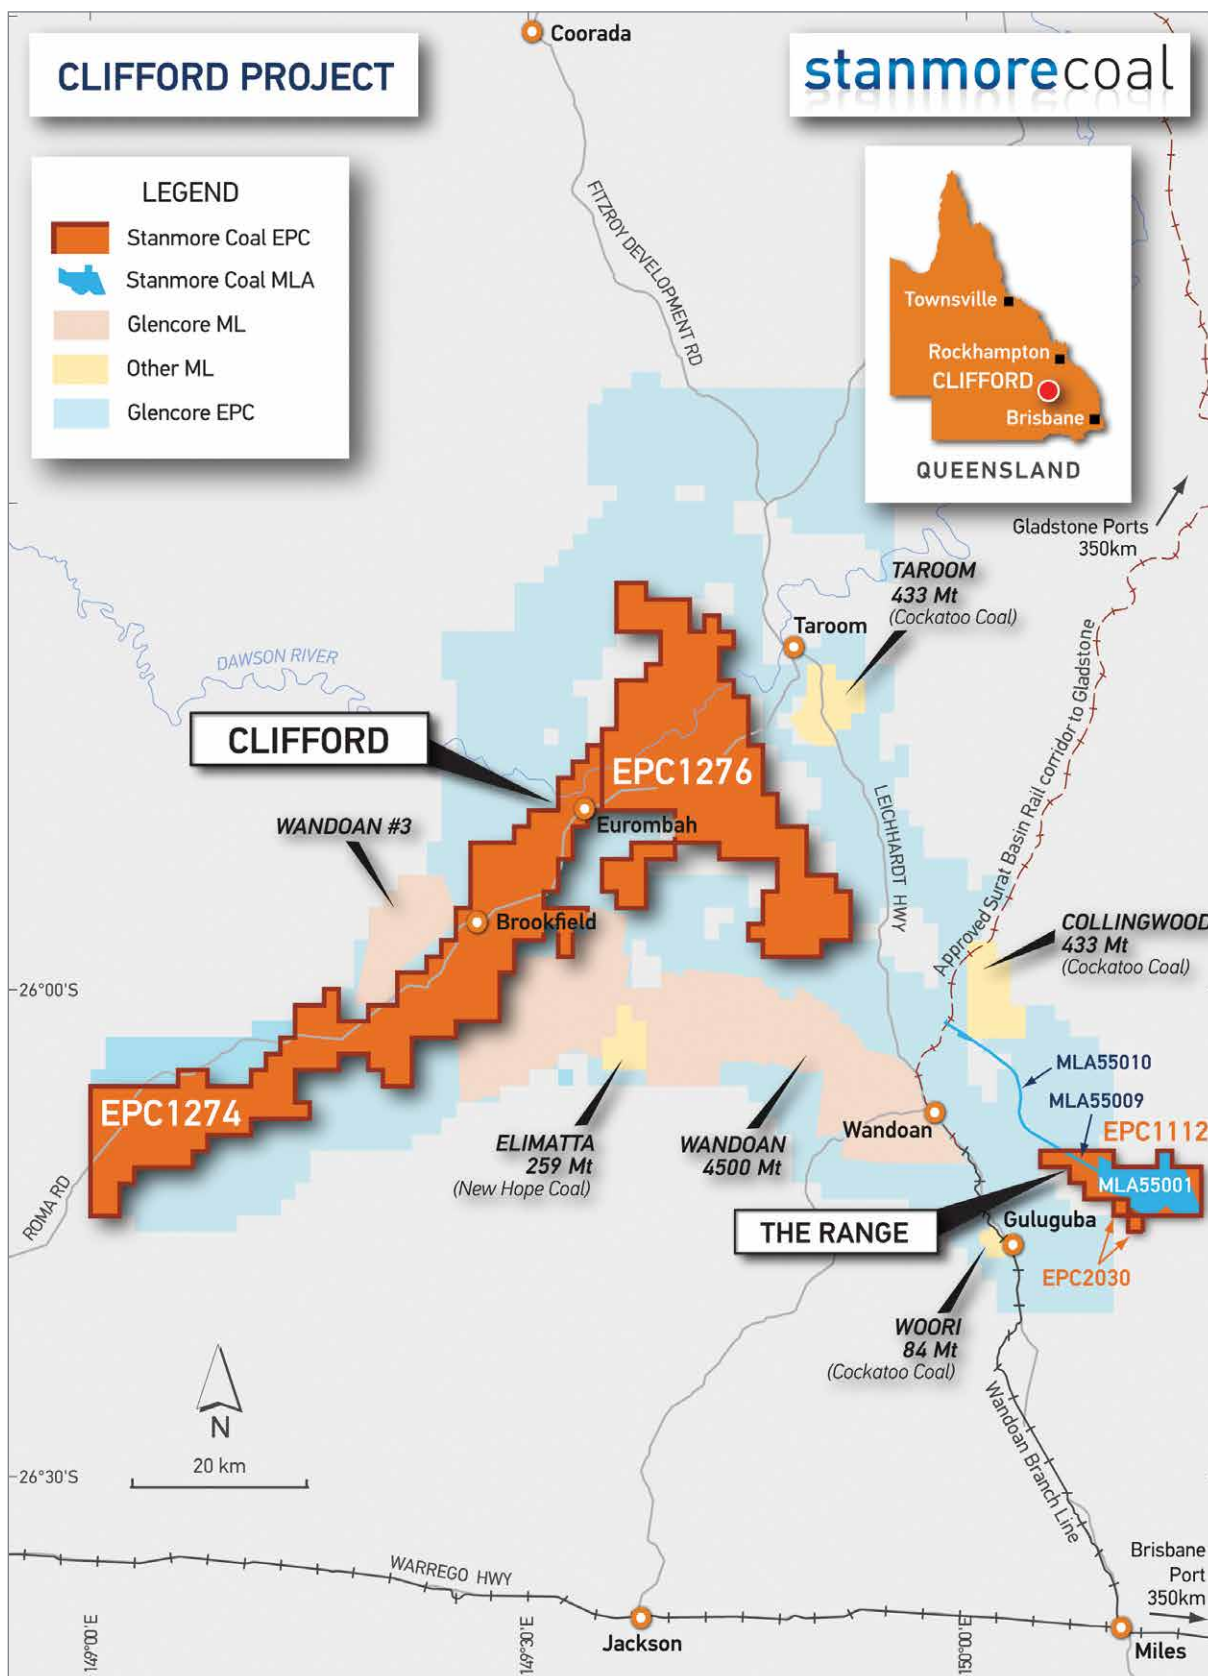 Coorada
CLIFFORD PROJECT
stanmorecoal
LEGEND
Stanmore Coal EPC
Stanmore Coal MLA
Glencore ML
Other ML
Glencore EPC
FITZROY DEVELOPMENT RD
Townsville
Rockhampton
CLIFFORD
Brisbane
QUEENSLAND
Gladstone Ports
350km
TAROOM
433 Mt
(Cockatoo Coal)
Taroom
DAWSON RIVER
CLIFFORD
EPC1276
Eurombah
WANDOAN #3
LEICHHARDT HWY
Approved Surat Basin Rail corridor to Gladstone
Brookfield
COLLINGWOOD
433 Mt
(Cockatoo Coal)
26°00'S
MLA55010
MLA55009
EPC1274
EPC1112
Wandoan
ELIMATTA
259 Mt
(New Hope Coal)
WANDOAN
4500 Mt
MLA55001
ROMA RD
THE RANGE
Guluguba
EPC2030
WOORI
84 Mt
(Cockatoo Coal)
N
20 km
Wandoan Branch Line
26°30'S
WARREGO HWY
Brisbane
Port
350km
149°00'E
149°30'E
150°00'E
Jackson
Miles